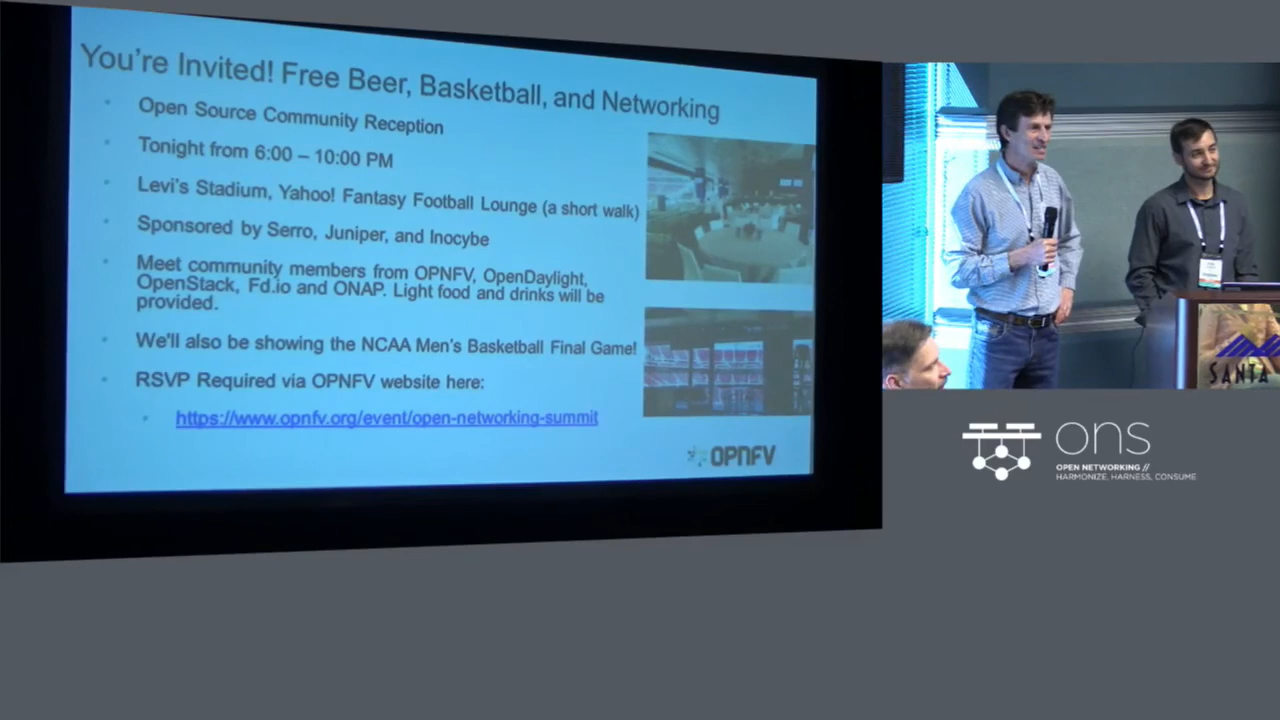 You're Invited! Free Beer, Basketball, and Networking
Open Source Community Reception
Tonight from 6:00 – 10:00 PM
Levi's Stadium, Yahoo! Fantasy Football Lounge (a short walk)
Sponsored by Serro, Juniper, and Inocybe
Meet community members from OPNFV, OpenDaylight,
OpenStack, Fd.io and ONAP. Light food and drinks will be
provided.
We'll also be showing the NCAA Men's Basketball Final Game!
RSVP Required via OPNFV website here:
https://www.opnfv.org/event/open-networking-summit
OPNFV
SANTA
ons
OPEN NETWORKING //
HARMONIZE, HARNESS, CONSUME